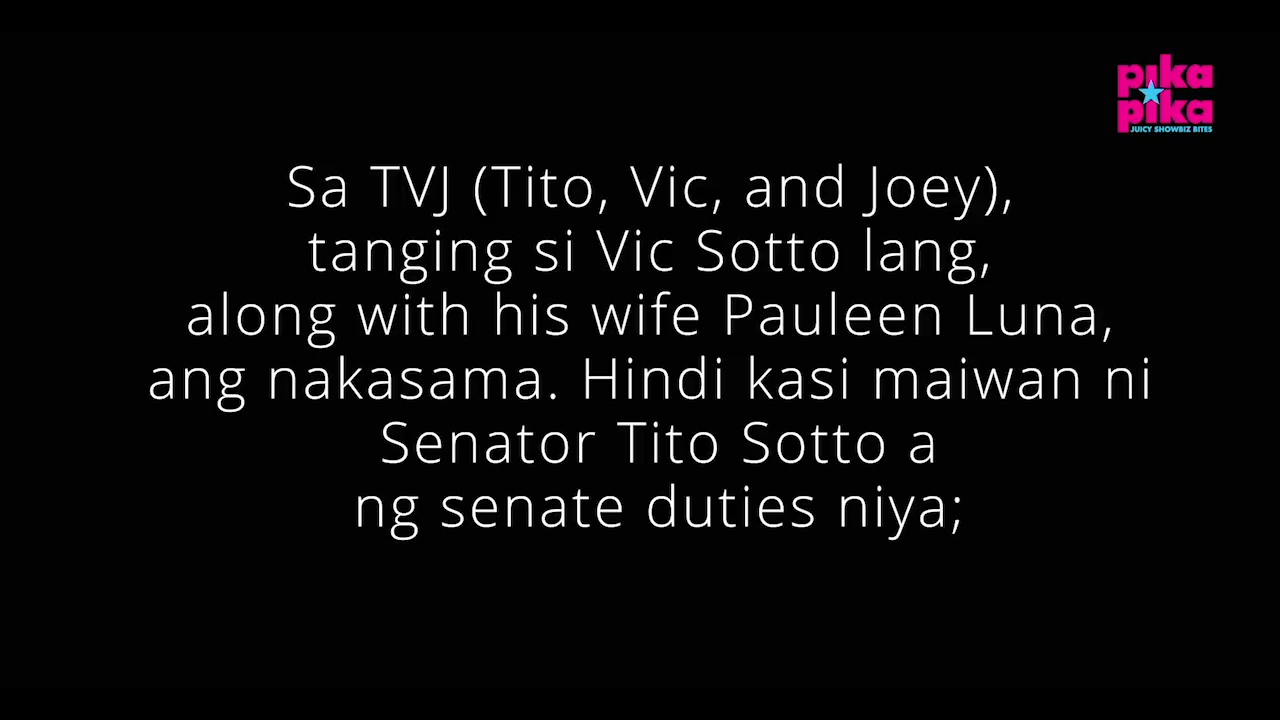 pika
pika
JUICY SHOWBIZ BITES
Sa TVJ (Tito, Vic, and Joey),
tanging si Vic Sotto lang,
along with his wife Pauleen Luna,
ang nakasama. Hindi kasi maiwan ni
Senator Tito Sotto a
ng senate duties niya;